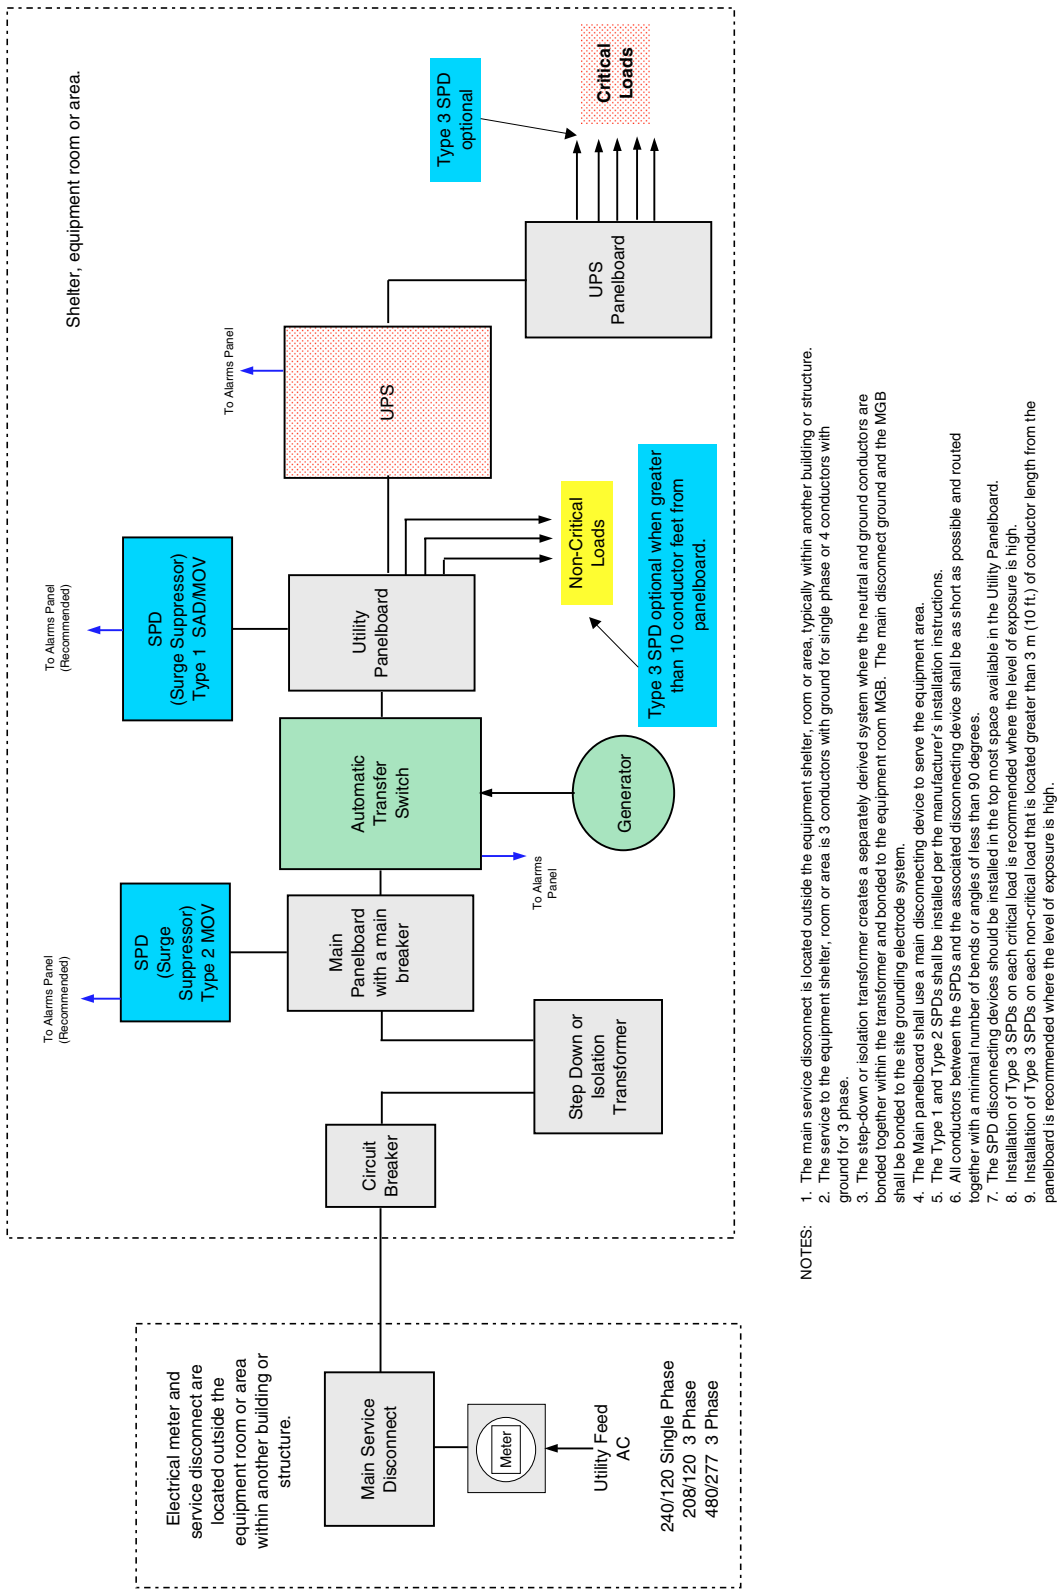 Shelter, equipment room or area.
Electrical meter and
service disconnect are
located outside the
equipment room or area
within another building or
structure.
Main Service
Disconnect
Meter
Utility Feed
AC
240/120 Single Phase
208/120  3 Phase
480/277  3 Phase
Circuit
Breaker
Step Down or
Isolation
Transformer
To Alarms Panel
(Recommended)
SPD
(Surge
Suppressor)
Type 2 MOV
Main
Panelboard
with a main
breaker
Automatic
Transfer
Switch
To Alarms
Panel
Generator
To Alarms Panel
(Recommended)
SPD
(Surge Suppressor)
Type 1  SAD/MOV
Utility
Panelboard
Non-Critical
Loads
Type 3 SPD optional when greater
than 10 conductor feet from
panelboard.
To Alarms Panel
UPS
UPS
Panelboard
Type 3 SPD
optional
Critical
Loads
NOTES:
1.  The main service disconnect is located outside the equipment shelter, room or area, typically within another building or structure.
2.  The service to the equipment shelter, room or area is 3 conductors with ground for single phase or 4 conductors with
ground for 3 phase.
3.  The step-down or isolation transformer creates a separately derived system where the neutral and ground conductors are
bonded together within the transformer and bonded to the equipment room MGB.  The main disconnect ground and the MGB
shall be bonded to the site grounding electrode system.
4.  The Main panelboard shall use a main disconnecting device to serve the equipment area.
5.  The Type 1 and Type 2 SPDs shall be installed per the manufacturer's installation instructions.
6.  All conductors between the SPDs and the associated disconnecting device shall be as short as possible and routed
together with a minimal number of bends or angles of less than 90 degrees.
7.  The SPD disconnecting devices should be installed in the top most space available in the Utility Panelboard.
8.  Installation of Type 3 SPDs on each critical load is recommended where the level of exposure is high.
9.  Installation of Type 3 SPDs on each non-critical load that is located greater than 3 m (10 ft.) of conductor length from the
panelboard is recommended where the level of exposure is high.